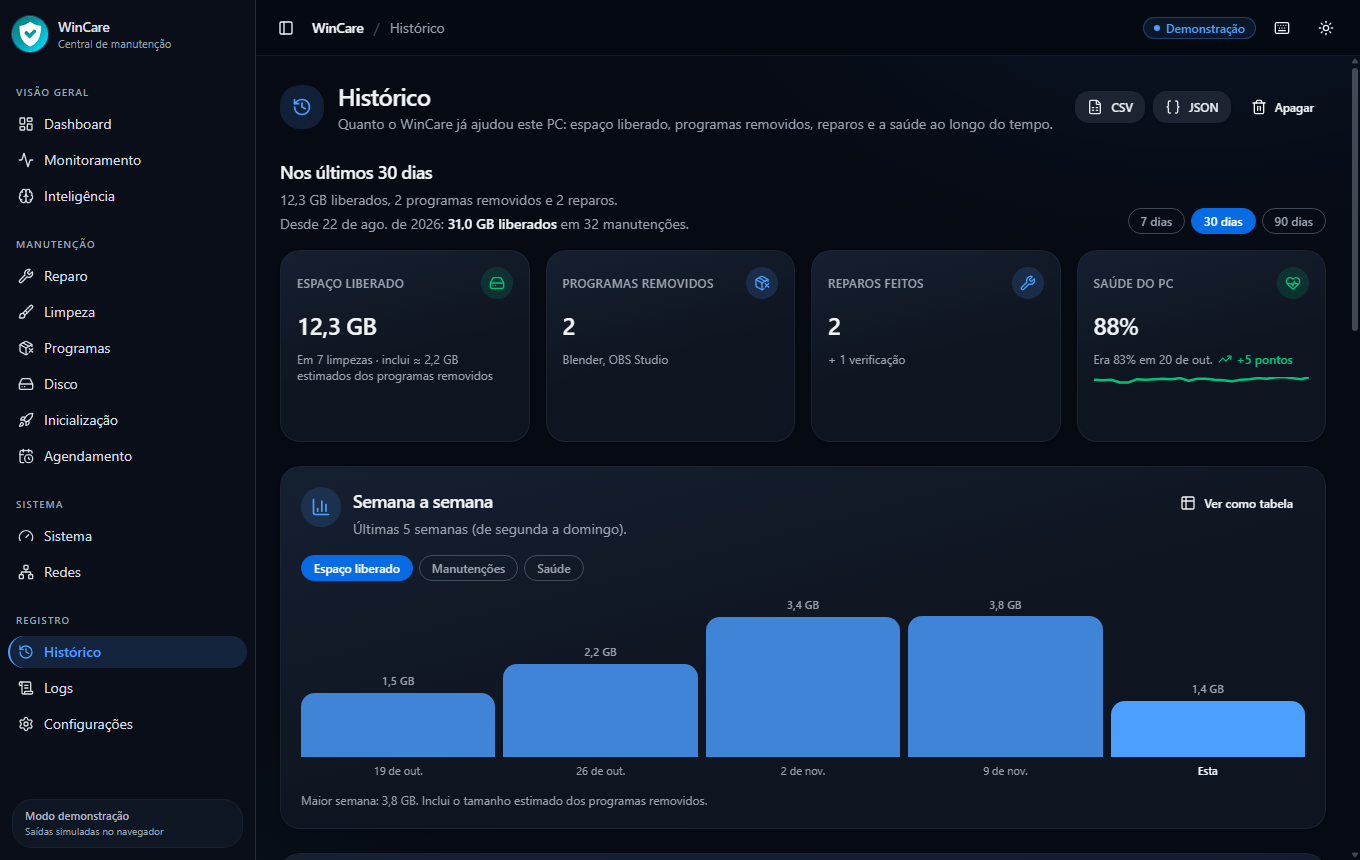 WinCare
Central de manutenção
VISÃO GERAL
Dashboard
Monitoramento
Inteligência
MANUTENÇÃO
Reparo
Limpeza
Programas
Disco
Inicialização
Agendamento
SISTEMA
Sistema
Redes
REGISTRO
Histórico
Logs
Configurações
Modo demonstração
Saídas simuladas no navegador
WinCare / Histórico
Demonstração
Histórico
Quanto o WinCare já ajudou este PC: espaço liberado, programas removidos, reparos e a saúde ao longo do tempo.
CSV
JSON
Apagar
Nos últimos 30 dias
12,3 GB liberados, 2 programas removidos e 2 reparos.
Desde 22 de ago. de 2026: 31,0 GB liberados em 32 manutenções.
7 dias
30 dias
90 dias
ESPAÇO LIBERADO
12,3 GB
Em 7 limpezas · inclui ≈ 2,2 GB
estimados dos programas removidos
PROGRAMAS REMOVIDOS
2
Blender, OBS Studio
REPAROS FEITOS
2
+ 1 verificação
SAÚDE DO PC
88%
Era 83% em 20 de out. +5 pontos
Semana a semana
Últimas 5 semanas (de segunda a domingo).
Ver como tabela
Espaço liberado
Manutenções
Saúde
1,5 GB
2,2 GB
3,4 GB
3,8 GB
1,4 GB
19 de out.
26 de out.
2 de nov.
9 de nov.
Esta
Maior semana: 3,8 GB. Inclui o tamanho estimado dos programas removidos.